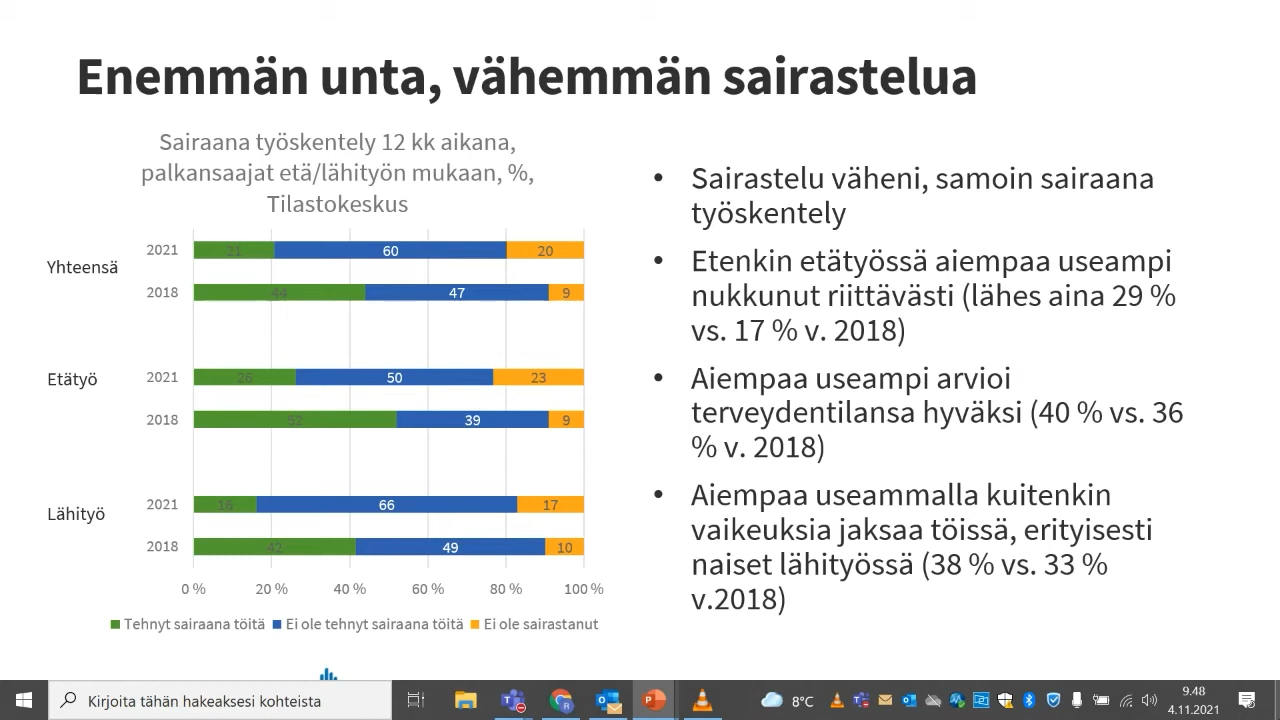 Enemmän unta, vähemmän sairastelua
Sairaana työskentely 12 kk aikana,
palkansaajat etä/lähityön mukaan, %,
Tilastokeskus
Yhteensä
2021 21 60 20
2018 44 47 9
Etätyö
2021 26 50 23
2018 52 39 9
Lähityö
2021 16 66 17
2018 42 49 10
0 % 20 % 40 % 60 % 80 % 100 %
Tehnyt sairaana töitä Ei ole tehnyt sairaana töitä Ei ole sairastanut
• Sairastelu väheni, samoin sairaana
työskentely
• Etenkin etätyössä aiempaa useampi
nukkunut riittävästi (lähes aina 29 %
vs. 17 % v. 2018)
• Aiempaa useampi arvioi
terveydentilansa hyväksi (40 % vs. 36
% v. 2018)
• Aiempaa useammalla kuitenkin
vaikeuksia jaksaa töissä, erityisesti
naiset lähityössä (38 % vs. 33 %
v.2018)
Kirjoita tähän hakeaksesi kohteista
8°C
9.48
4.11.2021